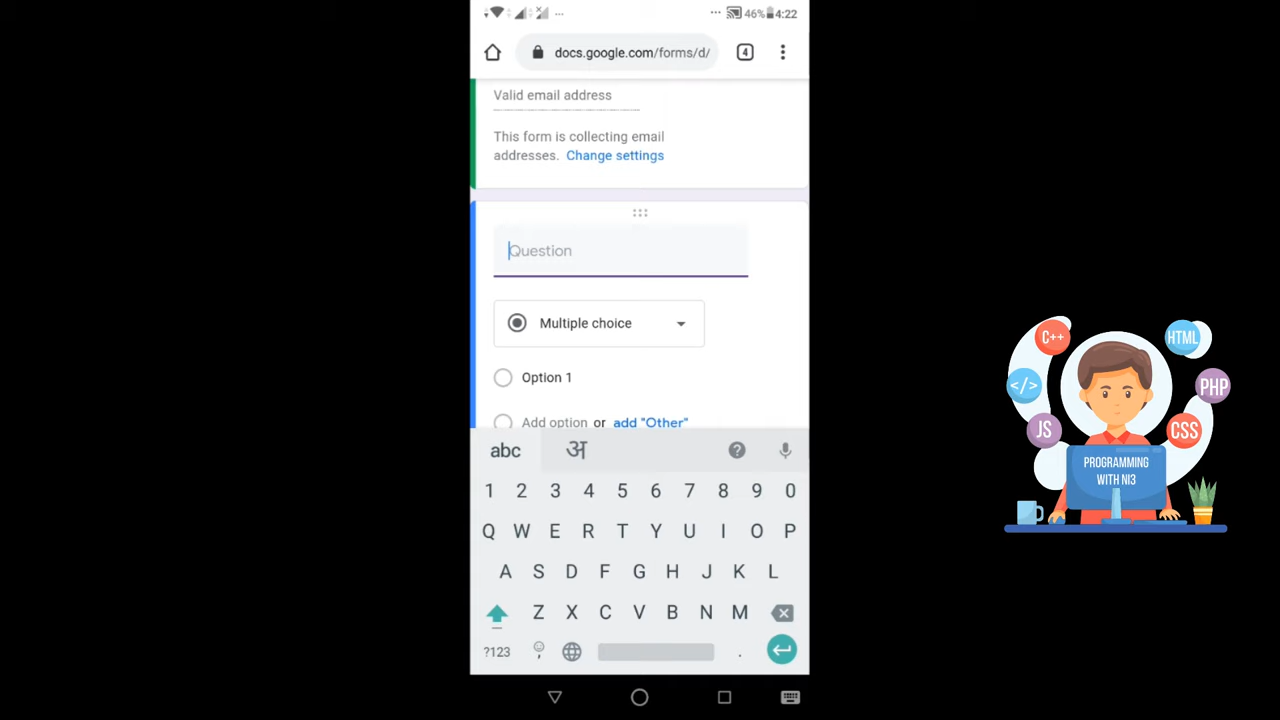 46% 4:22
docs.google.com/forms/d/ 4
Valid email address
This form is collecting email
addresses. Change settings
Question
Multiple choice
Option 1
Add option or add "Other"
abc अ ?
1 2 3 4 5 6 7 8 9 0
Q W E R T Y U I O P
A S D F G H J K L
Z X C V B N M
?123 .
C++ HTML
</> PHP
JS CSS
PROGRAMMING
WITH NI3